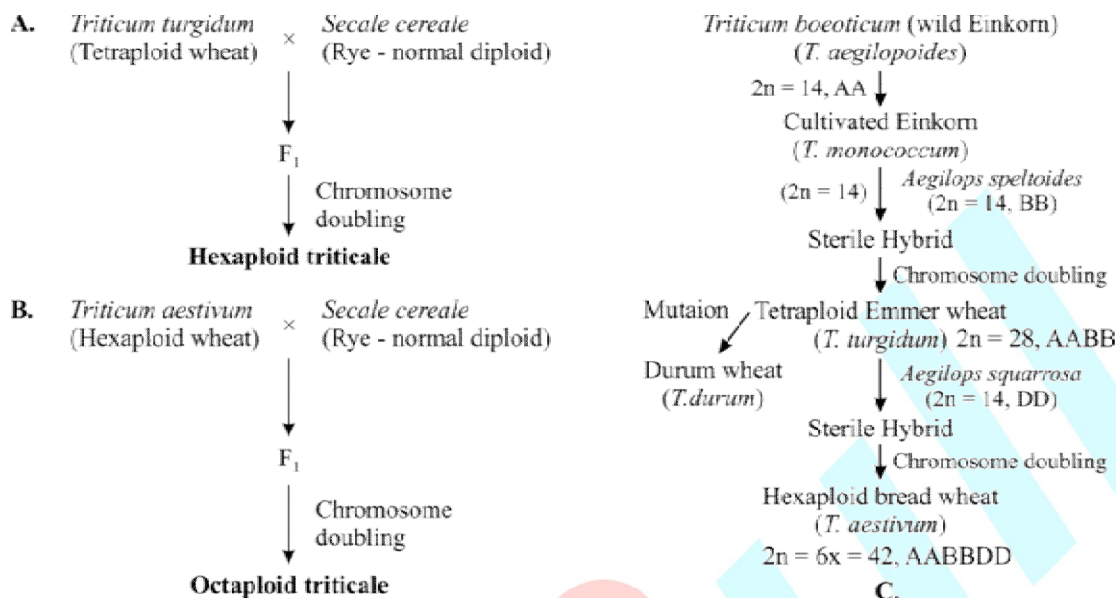 A. Triticum turgidum × Secale cereale
(Tetraploid wheat) (Rye - normal diploid)
F1
Chromosome
doubling
Hexaploid triticale
B. Triticum aestivum × Secale cereale
(Hexaploid wheat) (Rye - normal diploid)
F1
Chromosome
doubling
Octaploid triticale
Triticum boeoticum (wild Einkorn)
(T. aegilopoides)
2n = 14, AA
Cultivated Einkorn
(T. monococcum)
(2n = 14) Aegilops speltoides
(2n = 14, BB)
Sterile Hybrid
Chromosome doubling
Mutaion Tetraploid Emmer wheat
(T. turgidum) 2n = 28, AABB
Durum wheat Aegilops squarrosa
(T.durum) (2n = 14, DD)
Sterile Hybrid
Chromosome doubling
Hexaploid bread wheat
(T. aestivum)
2n = 6x = 42, AABBDD
C.